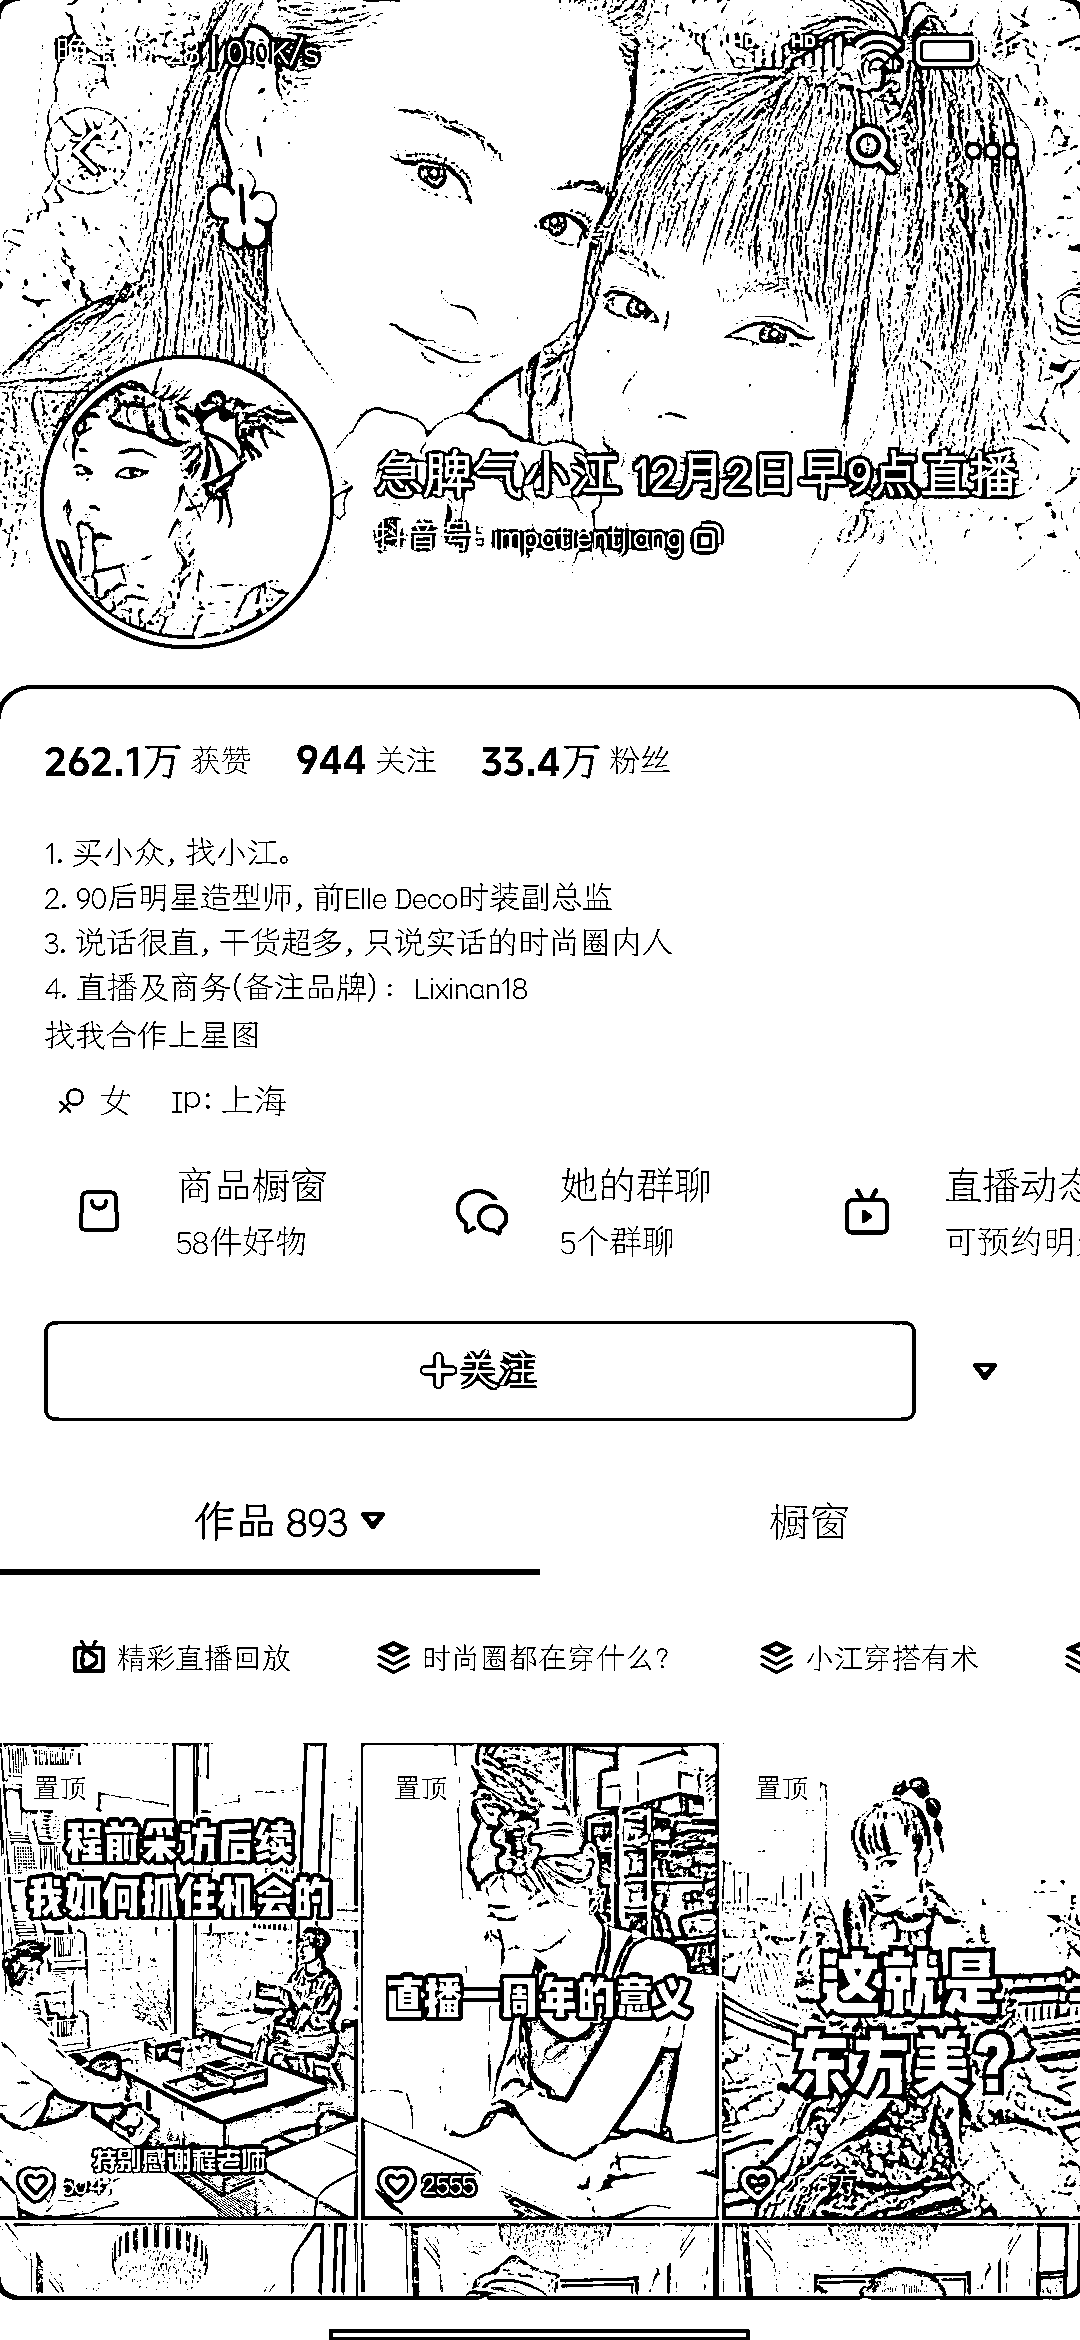 0.0K/s
急脾气小江 12月2日早9点直播
抖音号: impatientjiang
262.1万 获赞 944 关注 33.4万 粉丝
1. 买小众, 找小江。
2. 90后明星造型师, 前Elle Deco时装副总监
3. 说话很直, 干货超多, 只说实话的时尚圈内人
4. 直播及商务(备注品牌): Lixinan18
找我合作上星图
女 IP: 上海
商品橱窗 她的群聊 直播动态
58件好物 5个群聊 可预约明
+关注
作品 893 橱窗
精彩直播回放 时尚圈都在穿什么? 小江穿搭有术
置顶 置顶 置顶
程前采访后续
我如何抓住机会的
直播一周年的意义
这就是
东方美?
特别感谢程老师
2555